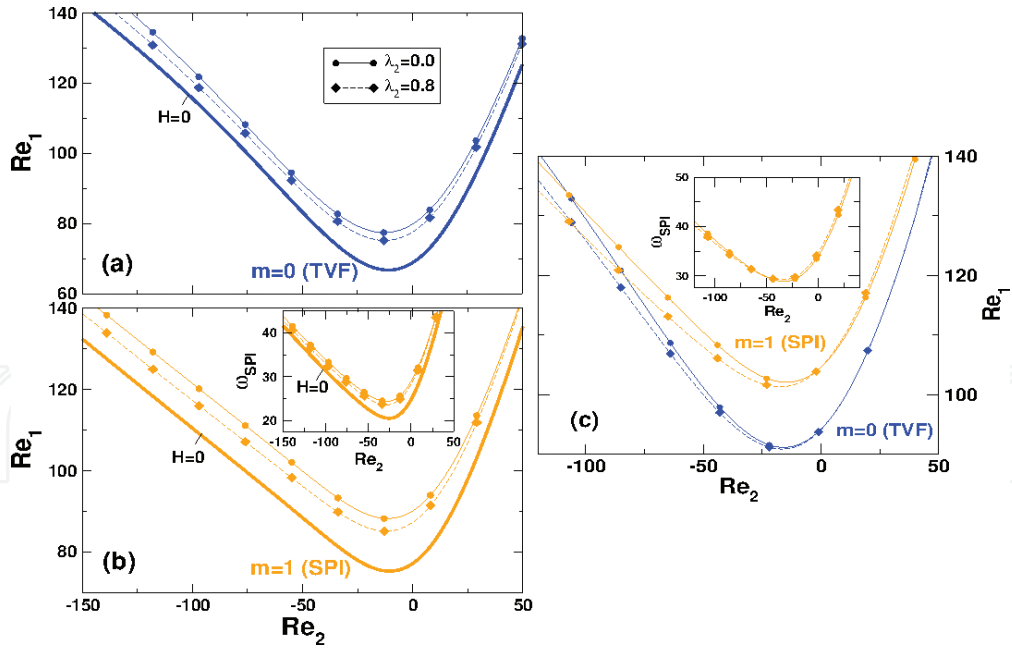 140
120
100
80
60
Re1
λ2=0.0
λ2=0.8
H=0
(a)
m=0 (TVF)
140
120
100
80
Re1
40
30
20
ωSPI
H=0
-150 -100 -50 0 50
Re2
H=0
(b)
m=1 (SPI)
-150 -100 -50 0 50
Re2
50
40
30
ωSPI
-100 -50 0
Re2
140
120
100
Re1
m=1 (SPI)
(c)
m=0 (TVF)
-100 -50 0 50
Re2